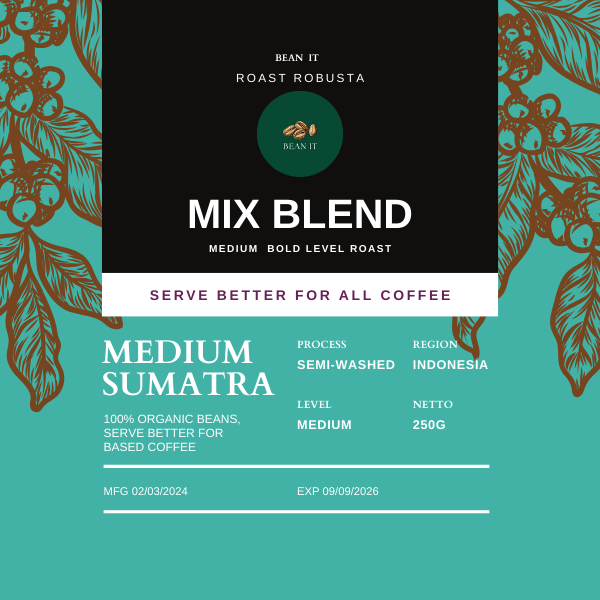 BEAN IT
ROAST ROBUSTA
BEAN IT
MIX BLEND
MEDIUM BOLD LEVEL ROAST
SERVE BETTER FOR ALL COFFEE
MEDIUM
SUMATRA
100% ORGANIC BEANS,
SERVE BETTER FOR
BASED COFFEE
PROCESS
SEMI-WASHED
REGION
INDONESIA
LEVEL
MEDIUM
NETTO
250G
MFG 02/03/2024
EXP 09/09/2026